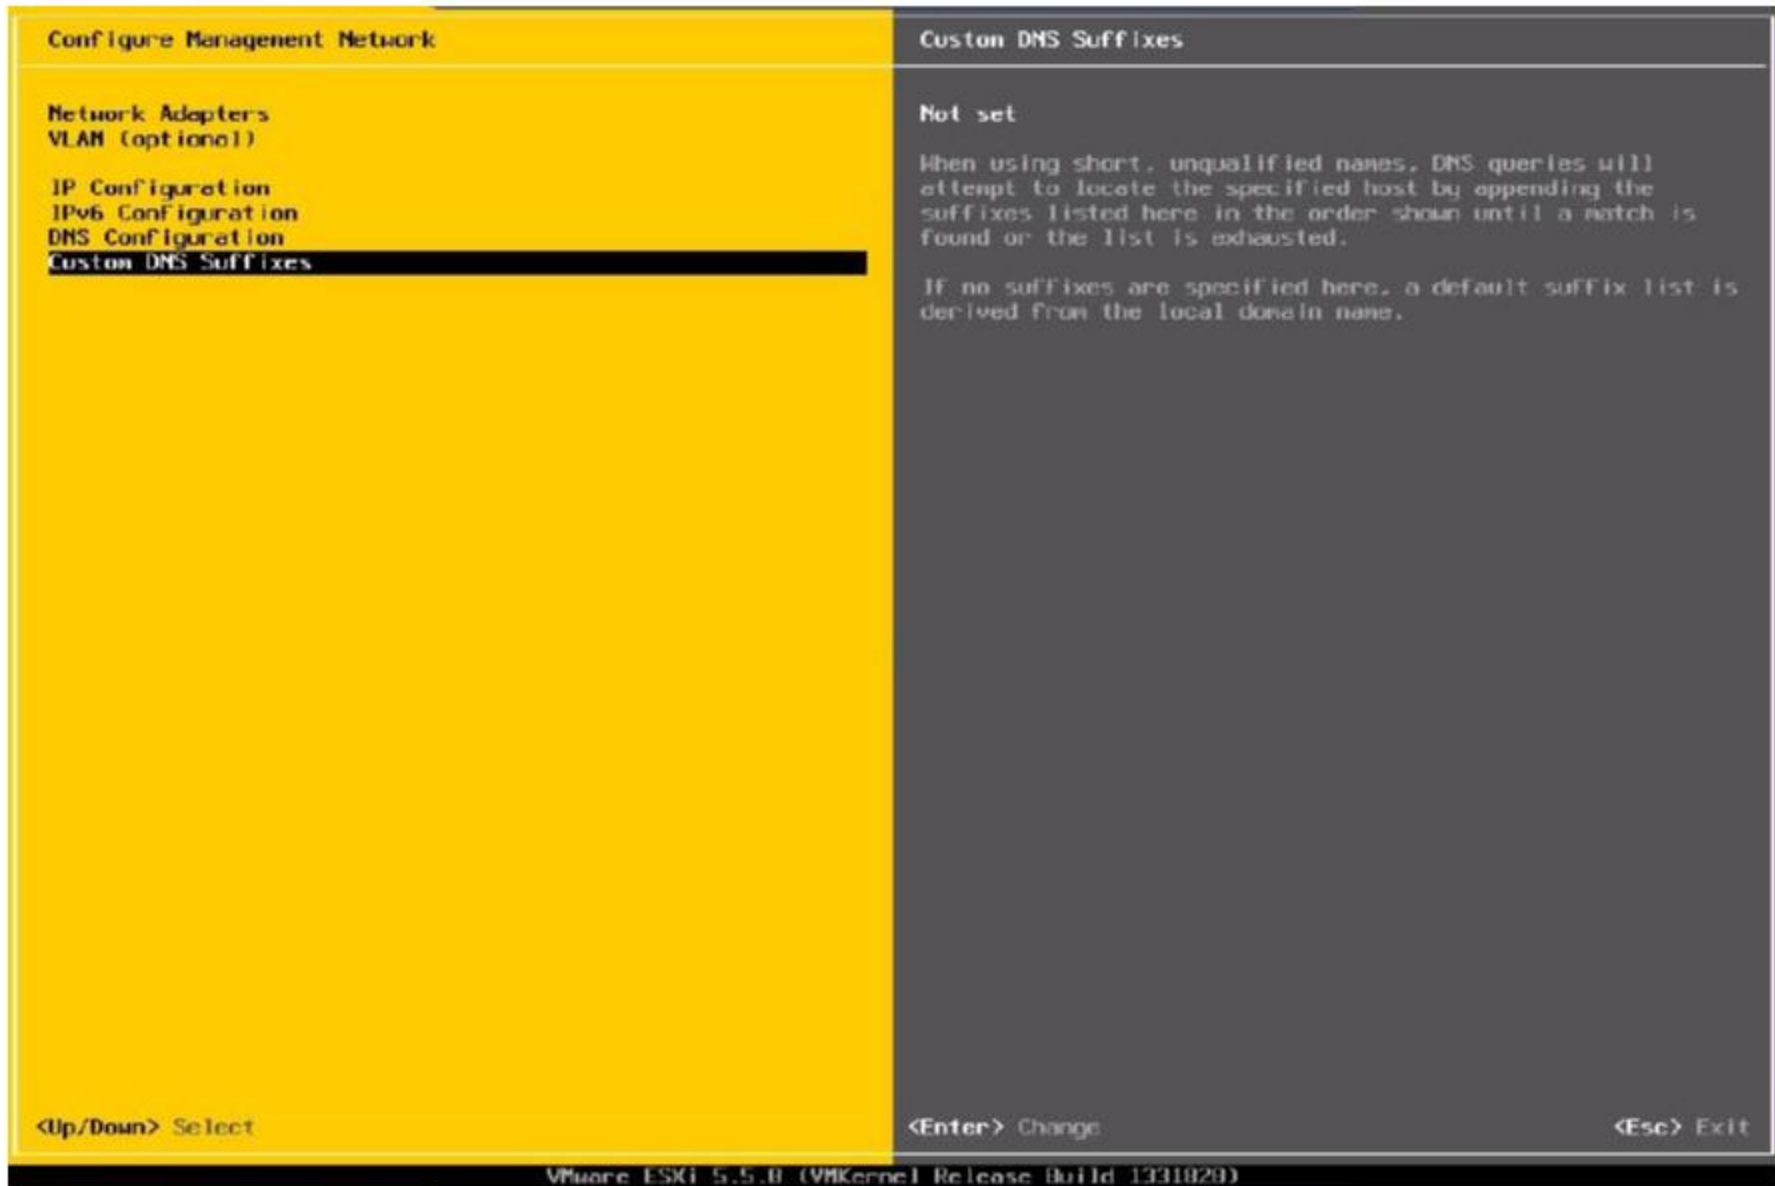 Configure Management Network
Custom DNS Suffixes
Network Adapters
VLAN (optional)
IP Configuration
IPv6 Configuration
DNS Configuration
Custom DNS Suffixes
Not set
When using short, unqualified names, DNS queries will
attempt to locate the specified host by appending the
suffixes listed here in the order shown until a match is
found or the list is exhausted.
If no suffixes are specified here, a default suffix list is
derived from the local domain name.
<Up/Down> Select
<Enter> Change
<Esc> Exit
VMware ESXi 5.5.0 (VMKernel Release Build 1331820)